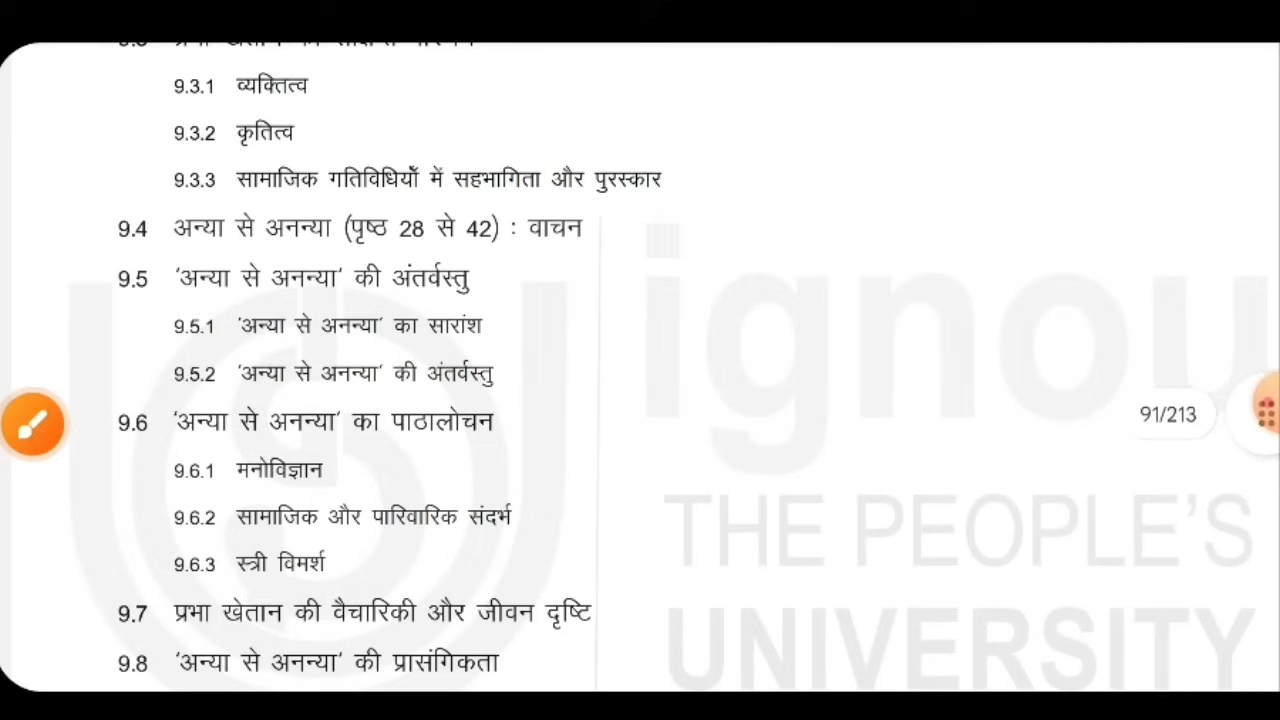 9.3.1 व्यक्तित्व
9.3.2 कृतित्व
9.3.3 सामाजिक गतिविधियोँ में सहभागिता और पुरस्कार
9.4 अन्या से अनन्या (पृष्ठ 28 से 42) : वाचन
9.5 'अन्या से अनन्या' की अंतर्वस्तु
9.5.1 'अन्या से अनन्या' का सारांश
9.5.2 'अन्या से अनन्या' की अंतर्वस्तु
9.6 'अन्या से अनन्या' का पाठालोचन
9.6.1 मनोविज्ञान
9.6.2 सामाजिक और पारिवारिक संदर्भ
9.6.3 स्त्री विमर्श
9.7 प्रभा खेतान की वैचारिकी और जीवन दृष्टि
9.8 'अन्या से अनन्या' की प्रासंगिकता
ignou
THE PEOPLE'S
UNIVERSITY
91/213